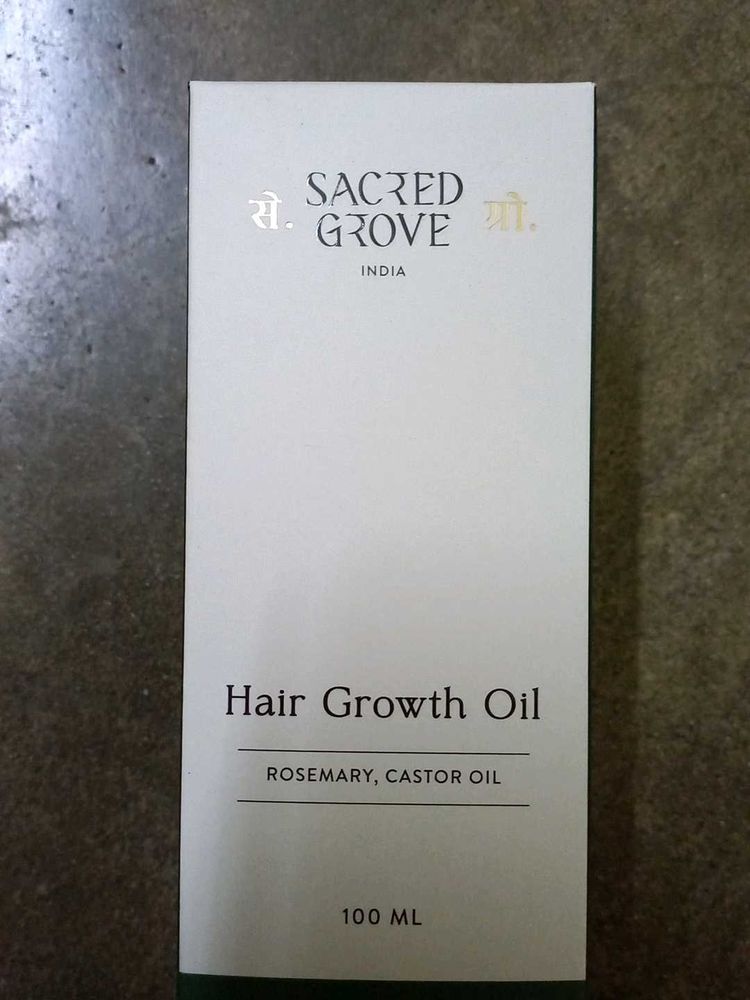 से. SACRED ग्रो.
GROVE
INDIA
Hair Growth Oil
ROSEMARY, CASTOR OIL
100 ML